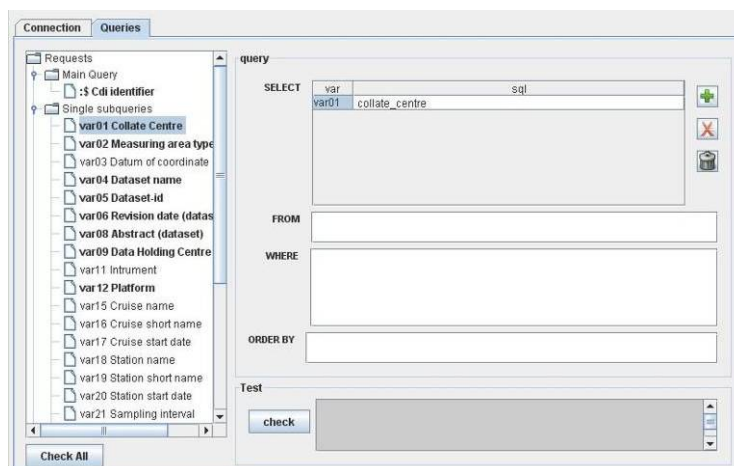 Connection Queries
Requests
Main Query
:$ Cdi identifier
Single subqueries
var01 Collate Centre
var02 Measuring area type
var03 Datum of coordinate
var04 Dataset name
var05 Dataset-id
var06 Revision date (datas
var08 Abstract (dataset)
var09 Data Holding Centre
var11 Intrument
var12 Platform
var15 Cruise name
var16 Cruise short name
var17 Cruise start date
var18 Station name
var19 Station short name
var20 Station start date
var21 Sampling interval
Check All
query
SELECT
var sql
var01 collate_centre
FROM
WHERE
ORDER BY
Test
check